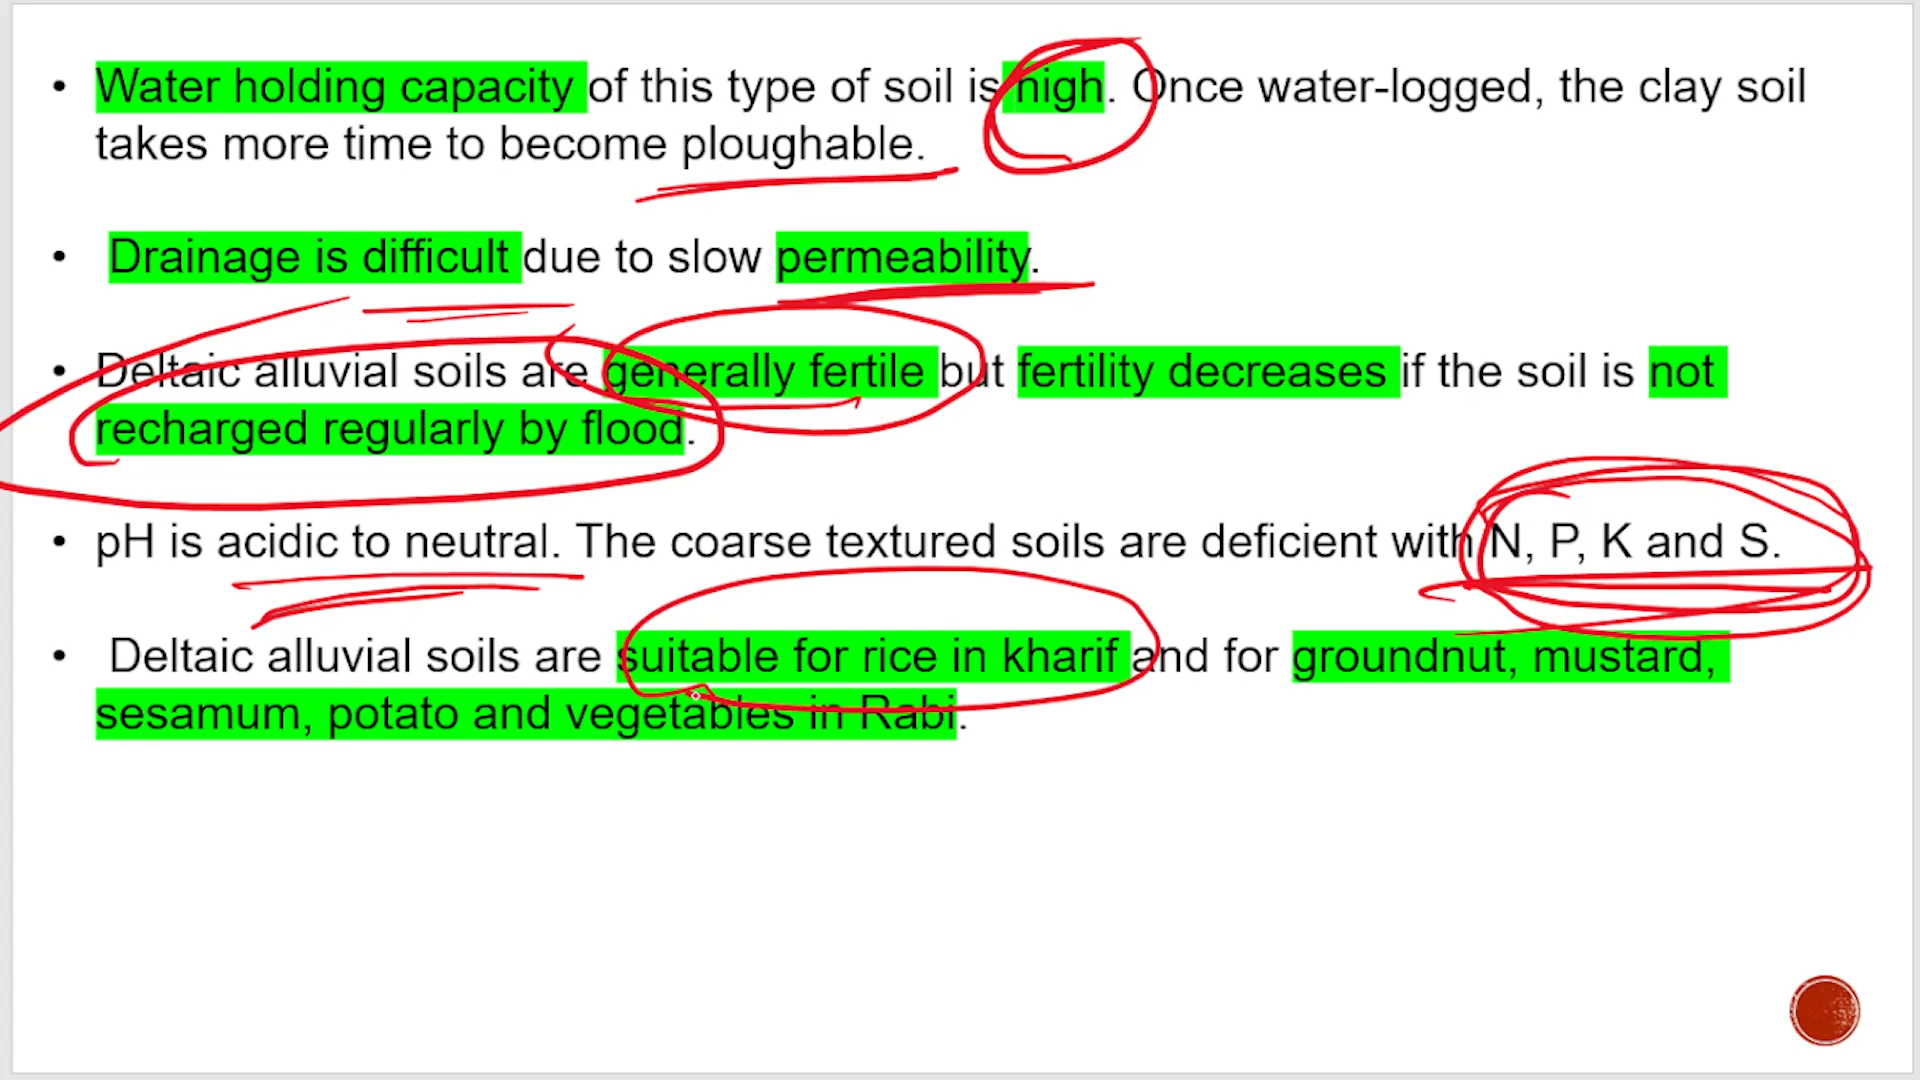 • Water holding capacity of this type of soil is high. Once water-logged, the clay soil
takes more time to become ploughable.
• Drainage is difficult due to slow permeability.
• Deltaic alluvial soils are generally fertile but fertility decreases if the soil is not
recharged regularly by flood.
• pH is acidic to neutral. The coarse textured soils are deficient with N, P, K and S.
• Deltaic alluvial soils are suitable for rice in kharif and for groundnut, mustard,
sesamum, potato and vegetables in Rabi.